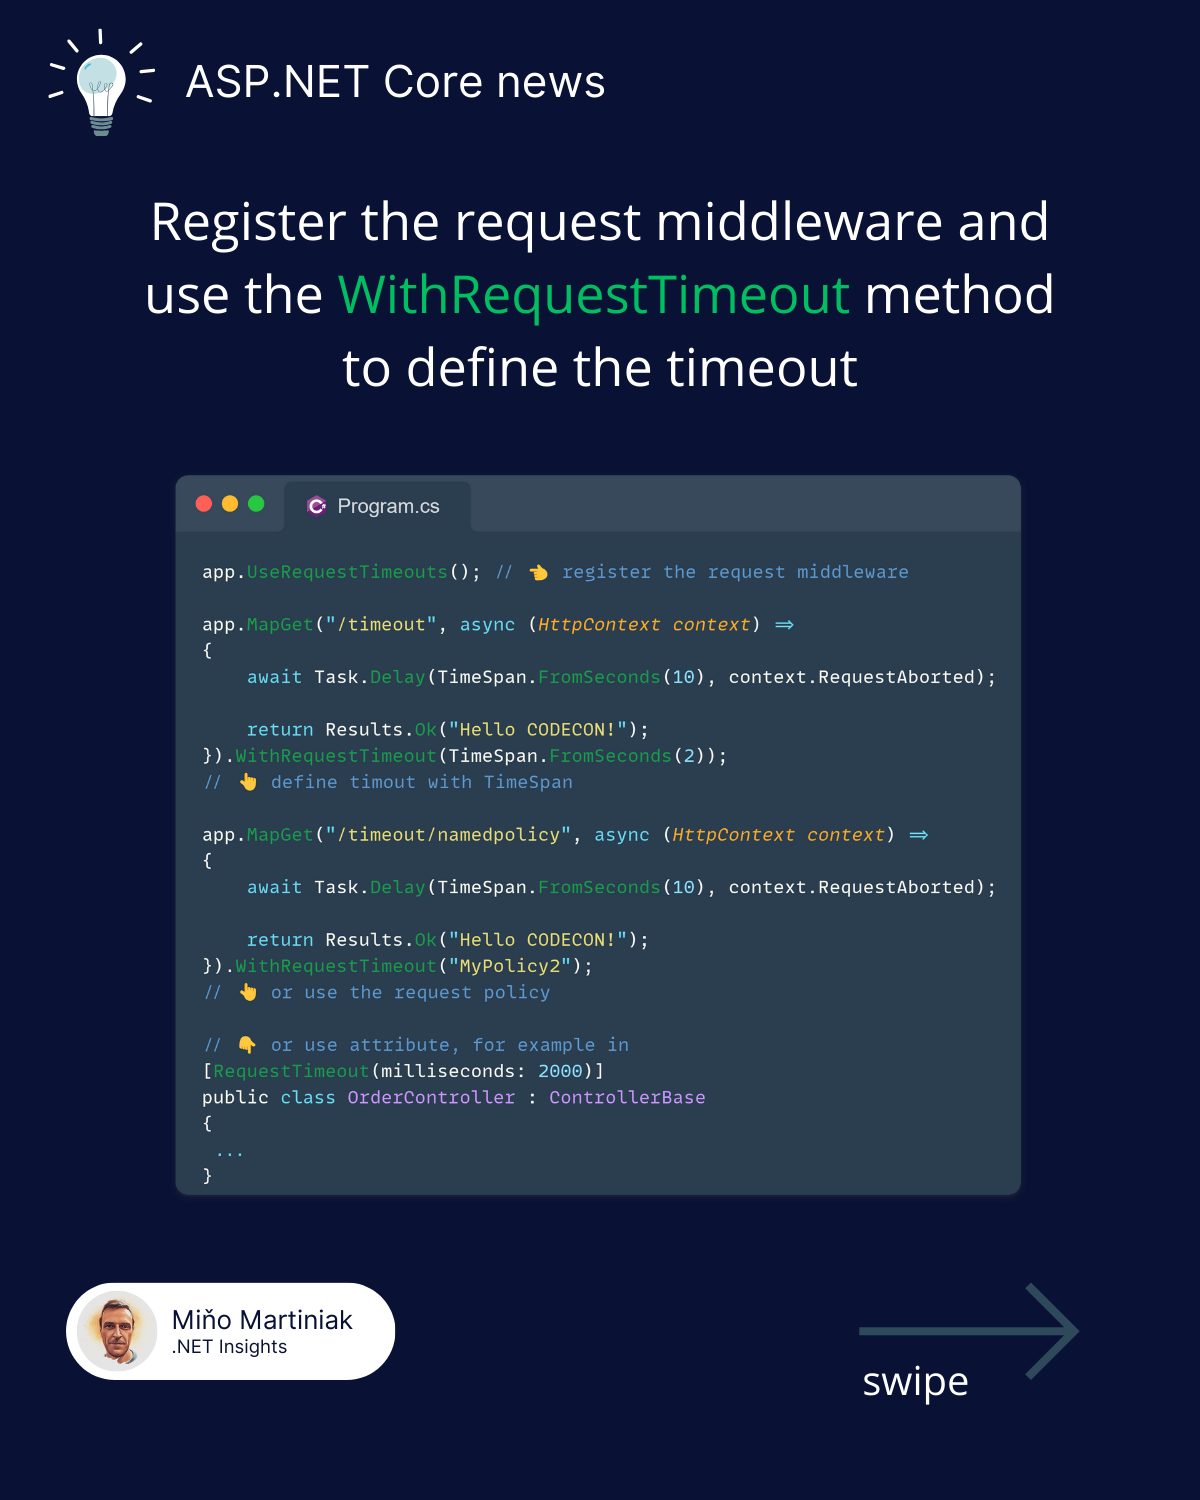 ASP.NET Core news
Register the request middleware and
use the WithRequestTimeout method
to define the timeout
Program.cs
app.UseRequestTimeouts(); // 👈 register the request middleware
app.MapGet("/timeout", async (HttpContext context) =>
{
    await Task.Delay(TimeSpan.FromSeconds(10), context.RequestAborted);
    return Results.Ok("Hello CODECON!");
}).WithRequestTimeout(TimeSpan.FromSeconds(2));
// 👆 define timout with TimeSpan
app.MapGet("/timeout/namedpolicy", async (HttpContext context) =>
{
    await Task.Delay(TimeSpan.FromSeconds(10), context.RequestAborted);
    return Results.Ok("Hello CODECON!");
}).WithRequestTimeout("MyPolicy2");
// 👆 or use the request policy
// 👇 or use attribute, for example in
[RequestTimeout(milliseconds: 2000)]
public class OrderController : ControllerBase
{
 ...
}
Miňo Martiniak
.NET Insights
swipe